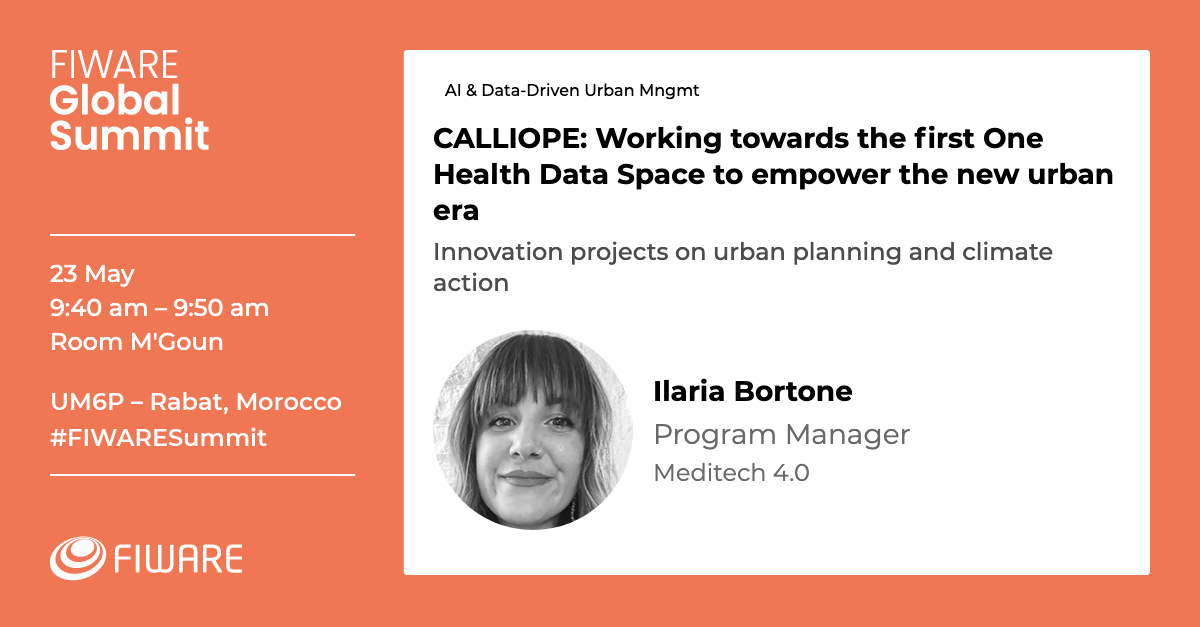 FIWARE
Global
Summit
23 May
9:40 am – 9:50 am
Room M'Goun
UM6P – Rabat, Morocco
#FIWARESummit
FIWARE
AI & Data-Driven Urban Mngmt
CALLIOPE: Working towards the first One
Health Data Space to empower the new urban
era
Innovation projects on urban planning and climate
action
Ilaria Bortone
Program Manager
Meditech 4.0